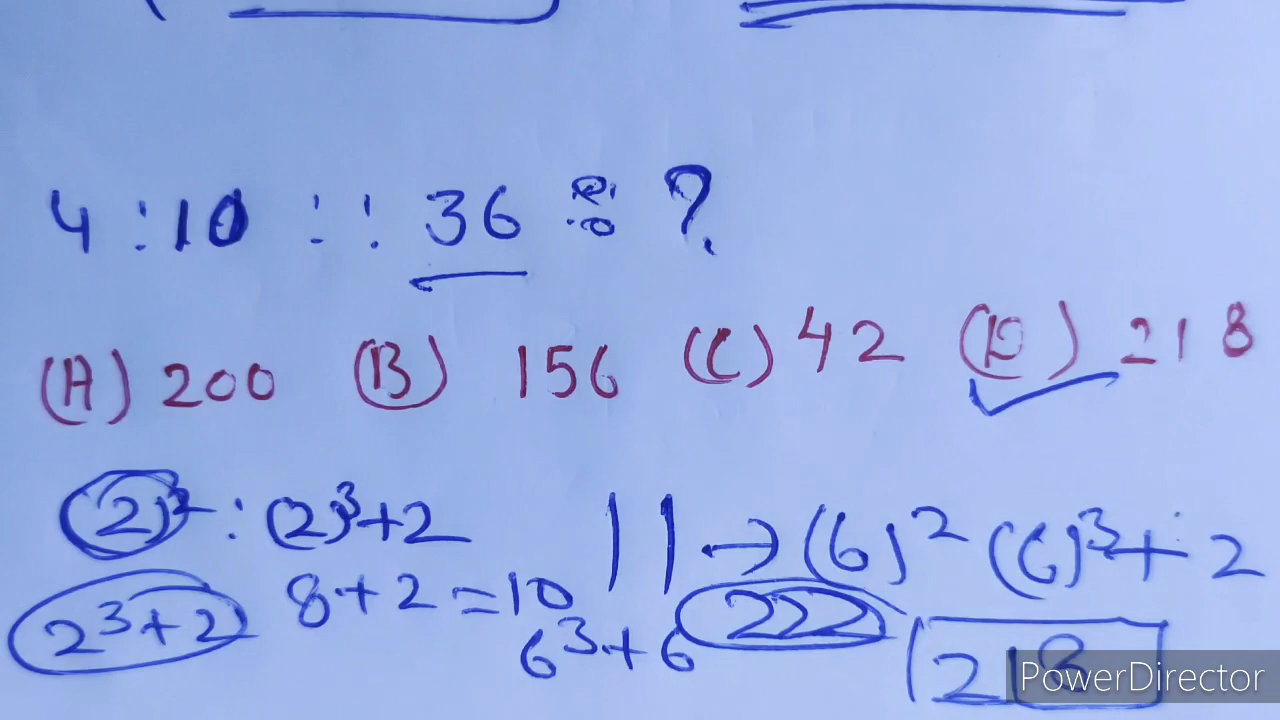 4 : 10 : : 36 ?
(A) 200 (B) 156 (C) 42 (D) 218
(2)² : (2)³+2 || → (6)² (6)³+ 2
2³+2 8+2 =10 6³+6 222 218
PowerDirector